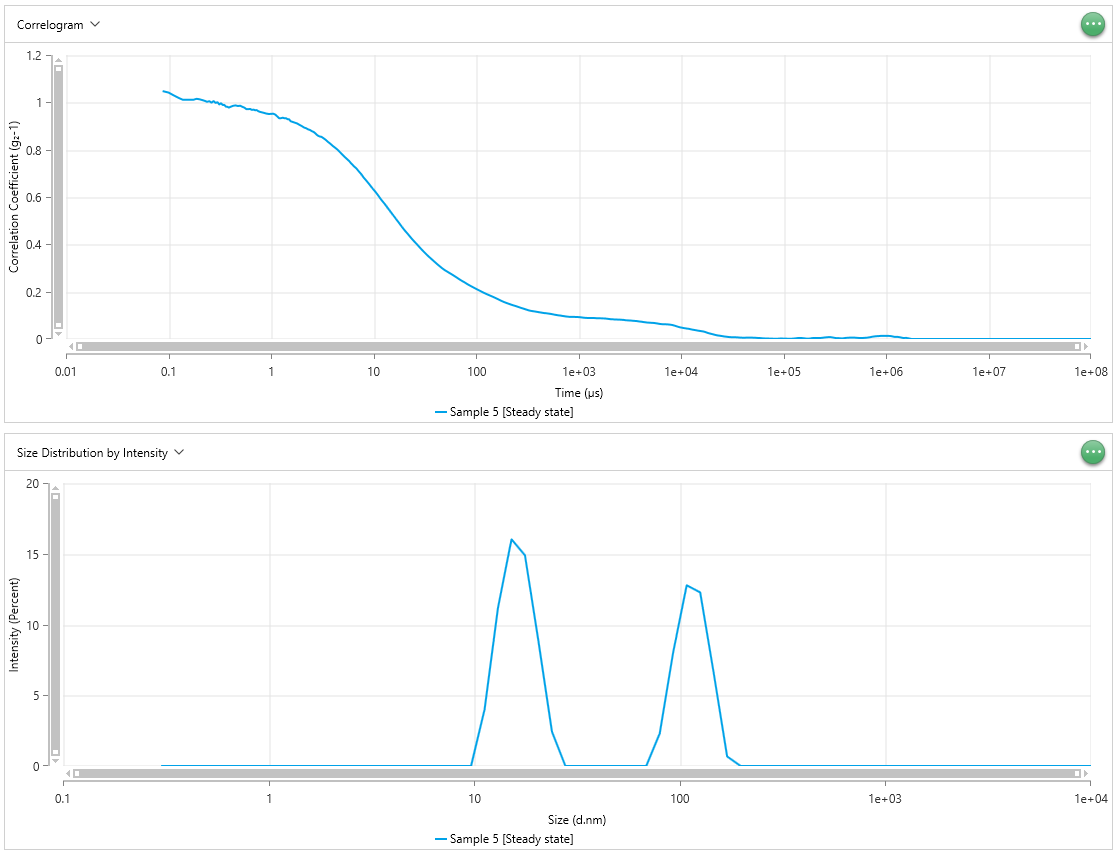 Correlogram
1.2
1
0.8
0.6
0.4
0.2
0
Correlation Coefficient (g₂-1)
0.01 0.1 1 10 100 1e+03 1e+04 1e+05 1e+06 1e+07 1e+08
Time (µs)
Sample 5 [Steady state]
Size Distribution by Intensity
20
15
10
5
0
Intensity (Percent)
0.1 1 10 100 1e+03 1e+04
Size (d.nm)
Sample 5 [Steady state]